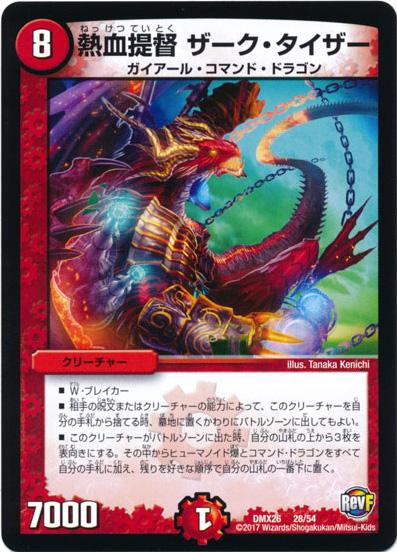 8
ねっけつていとく
熱血提督 ザーク・タイザー
ガイアール・コマンド・ドラゴン
クリーチャー
illus. Tanaka Kenichi
■ W・ブレイカー
■ 相手の呪文またはクリーチャーの能力によって、このクリーチャーを自
分の手札から捨てる時、墓地に置くかわりにバトルゾーンに出してもよい。
■ このクリーチャーがバトルゾーンに出た時、自分の山札の上から3枚を
表向きにする。その中からヒューマノイド爆とコマンド・ドラゴンをすべて
自分の手札に加え、残りを好きな順序で自分の山札の一番下に置く。
7000
1
RevF
DMX26 28/54
©2017 Wizards/Shogakukan/Mitsui-Kids